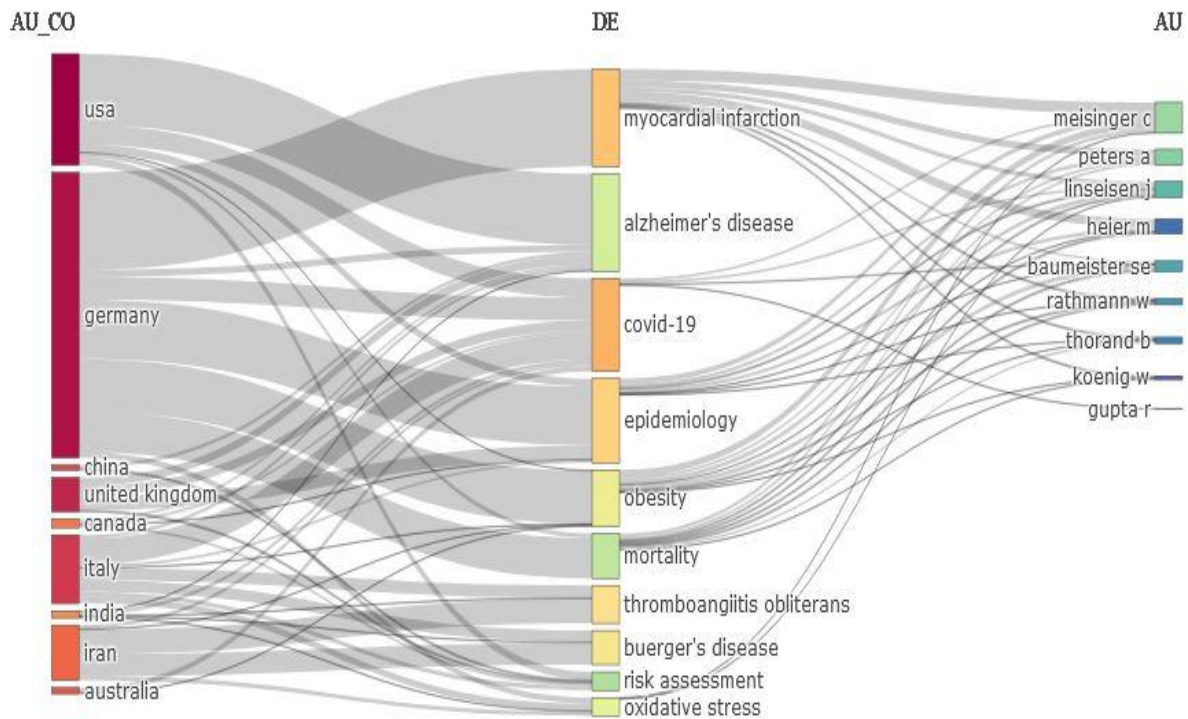 AU_CO DE AU
usa
germany
china
united kingdom
canada
italy
india
iran
australia
myocardial infarction
alzheimer's disease
covid-19
epidemiology
obesity
mortality
thromboangiitis obliterans
buerger's disease
risk assessment
oxidative stress
meisinger c
peters a
linseisen j
heier m
baumeister se
rathmann w
thorand b
koenig w
gupta r